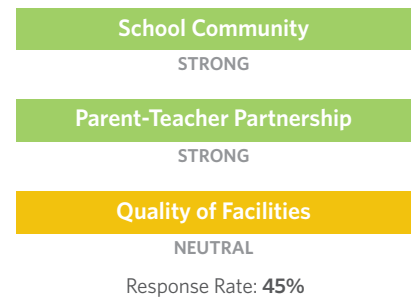 School Community
STRONG
Parent-Teacher Partnership
STRONG
Quality of Facilities
NEUTRAL
Response Rate: 45%